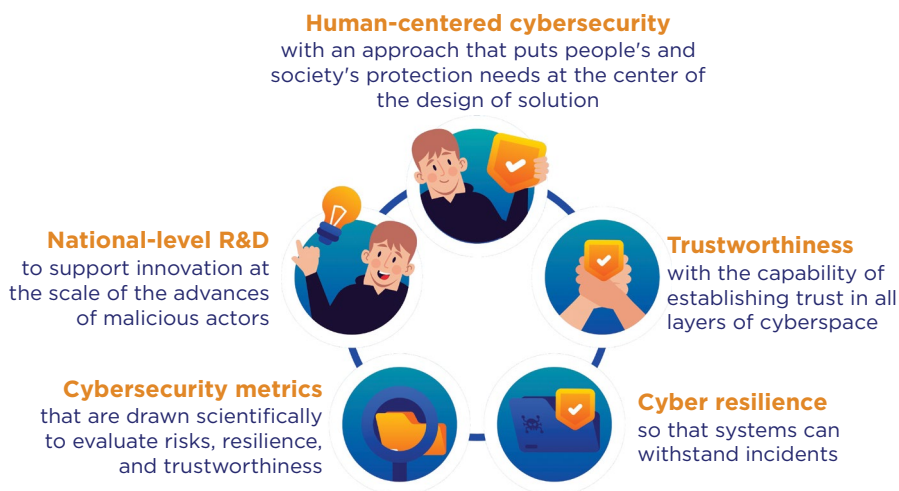 Human-centered cybersecurity
with an approach that puts people's and
society's protection needs at the center of
the design of solution
National-level R&D
to support innovation at
the scale of the advances
of malicious actors
Trustworthiness
with the capability of
establishing trust in all
layers of cyberspace
Cybersecurity metrics
that are drawn scientifically
to evaluate risks, resilience,
and trustworthiness
Cyber resilience
so that systems can
withstand incidents